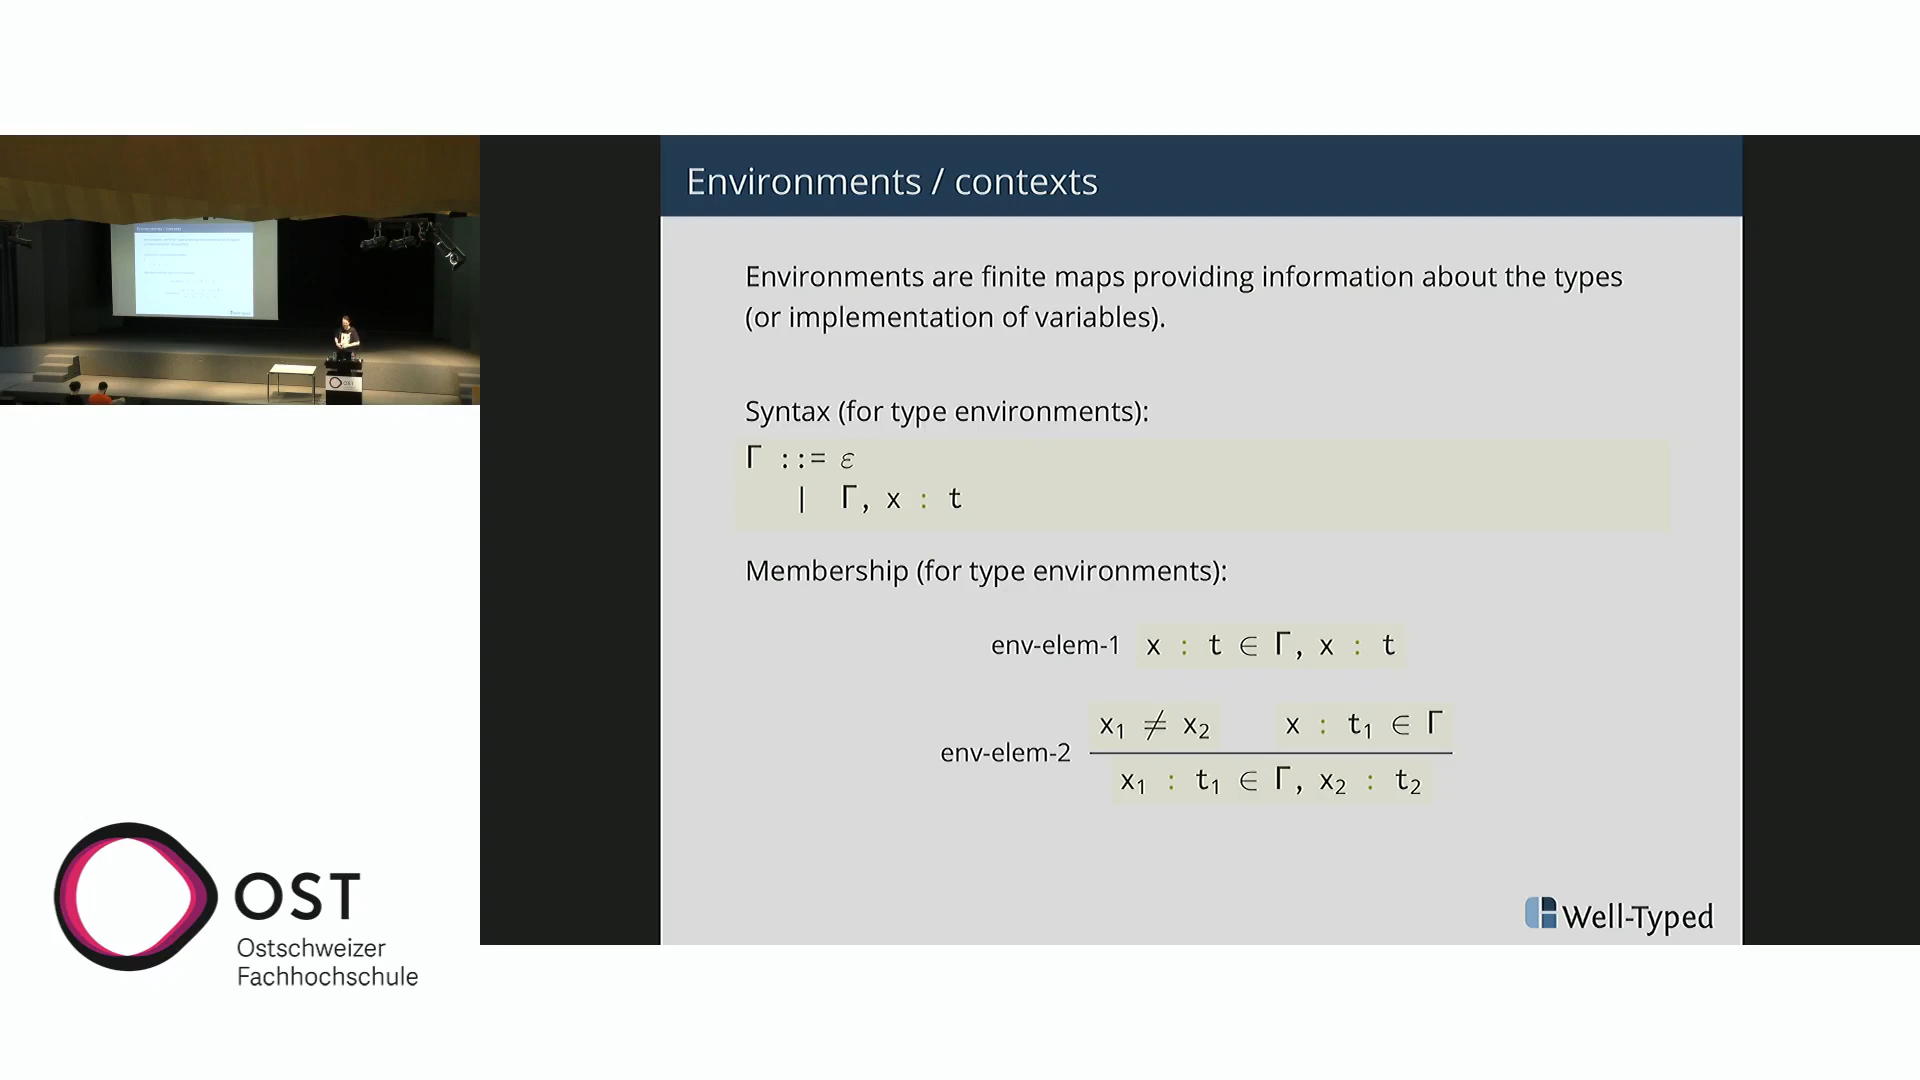 Environments / contexts
Environments are finite maps providing information about the types
(or implementation of variables).
Syntax (for type environments):
Γ ::= ε
| Γ, x : t
Membership (for type environments):
env-elem-1 x : t ∈ Γ, x : t
x₁ ≠ x₂ x : t₁ ∈ Γ
env-elem-2
x₁ : t₁ ∈ Γ, x₂ : t₂
Well-Typed
OST
OST
Ostschweizer
Fachhochschule